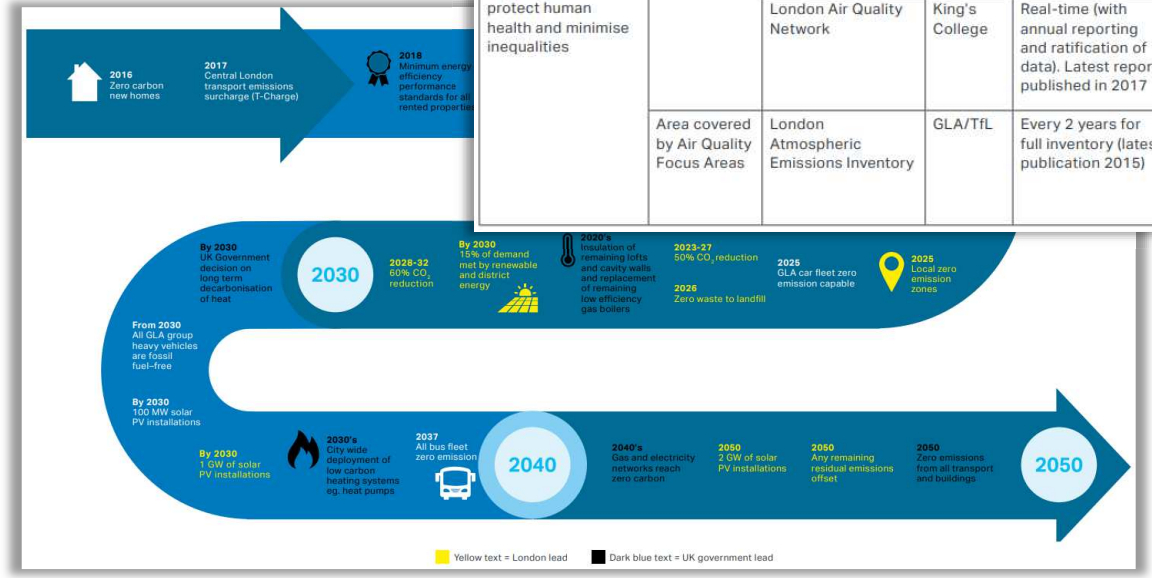 2016
Zero carbon
new homes
2017
Central London
transport emissions
surcharge (T-Charge)
2018
Minimum energy
efficiency
performance
standards for all
rented properties
protect human
health and minimise
inequalities
London Air Quality
Network
King's
College
Real-time (with
annual reporting
and ratification of
data). Latest repor
published in 2017
Area covered
by Air Quality
Focus Areas
London
Atmospheric
Emissions Inventory
GLA/TfL
Every 2 years for
full inventory (lates
publication 2015)
2025
Local zero
emission
zones
2025
GLA car fleet zero
emission capable
2023-27
50% CO₂ reduction
2026
Zero waste to landfill
2020's
Insulation of
remaining lofts
and cavity walls
and replacement
of remaining
low efficiency
gas boilers
By 2030
15% of demand
met by renewable
and district
energy
2028-32
60% CO₂
reduction
2030
By 2030
UK Government
decision on
long term
decarbonisation
of heat
From 2030
All GLA group
heavy vehicles
are fossil
fuel–free
By 2030
100 MW solar
PV installations
By 2030
1 GW of solar
PV installations
2030's
City wide
deployment of
low carbon
heating systems
eg. heat pumps
2037
All bus fleet
zero emission
2040
2040's
Gas and electricity
networks reach
zero carbon
2050
2 GW of solar
PV installations
2050
Any remaining
residual emissions
offset
2050
Zero emissions
from all transport
and buildings
2050
Yellow text = London lead
Dark blue text = UK government lead